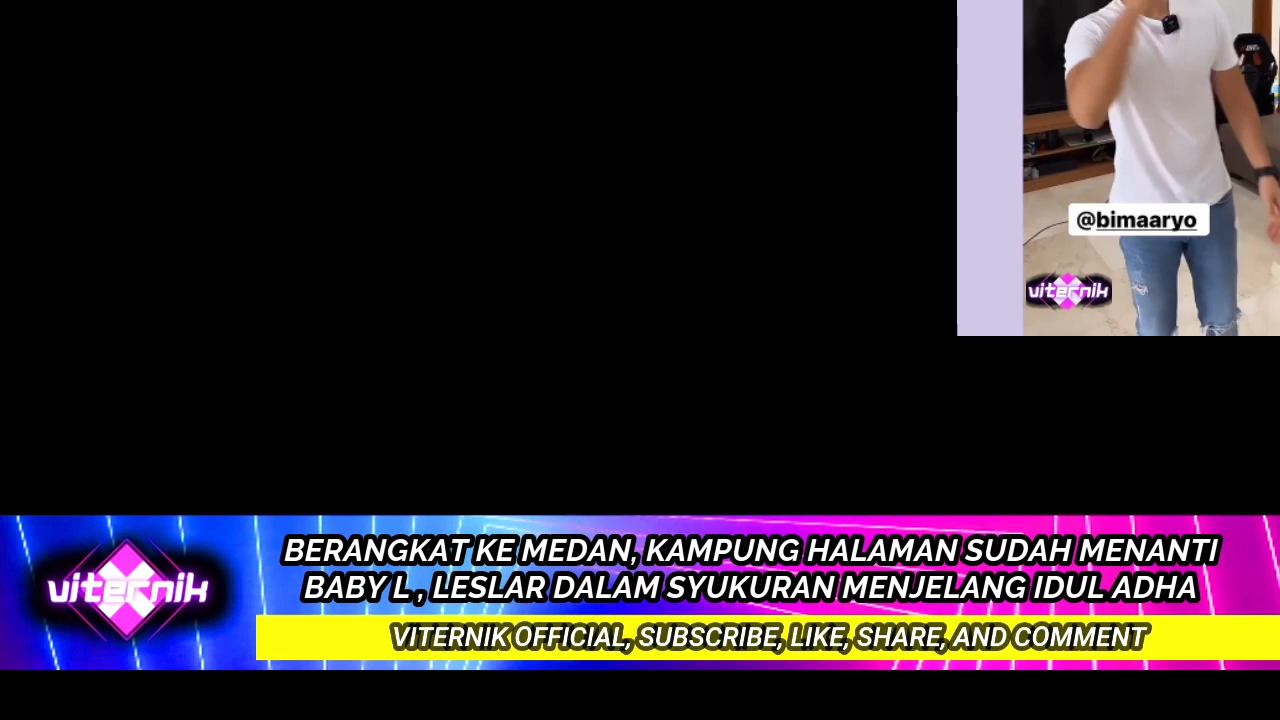 @bimaaryo
viternik
viternik
BERANGKAT KE MEDAN, KAMPUNG HALAMAN SUDAH MENANTI
BABY L , LESLAR DALAM SYUKURAN MENJELANG IDUL ADHA
VITERNIK OFFICIAL, SUBSCRIBE, LIKE, SHARE, AND COMMENT